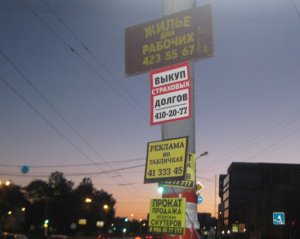 ЖИЛЬЕ
для
РАБОЧИХ
423 55 67
ВЫКУП
СТРАХОВЫХ
ДОЛГОВ
410-20-77
РЕКЛАМА
на
ТАБЛИЧКАХ
41 333 45
ПРОКАТ
ПРОДАЖА
СКУТЕРОВ